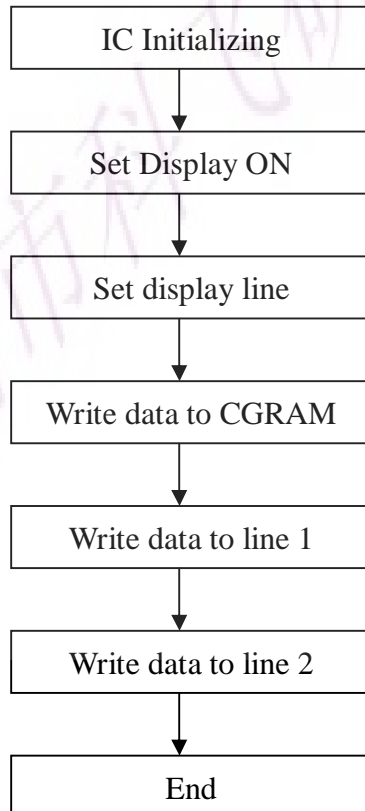 IC Initializing
Set Display ON
Set display line
Write data to CGRAM
Write data to line 1
Write data to line 2
End